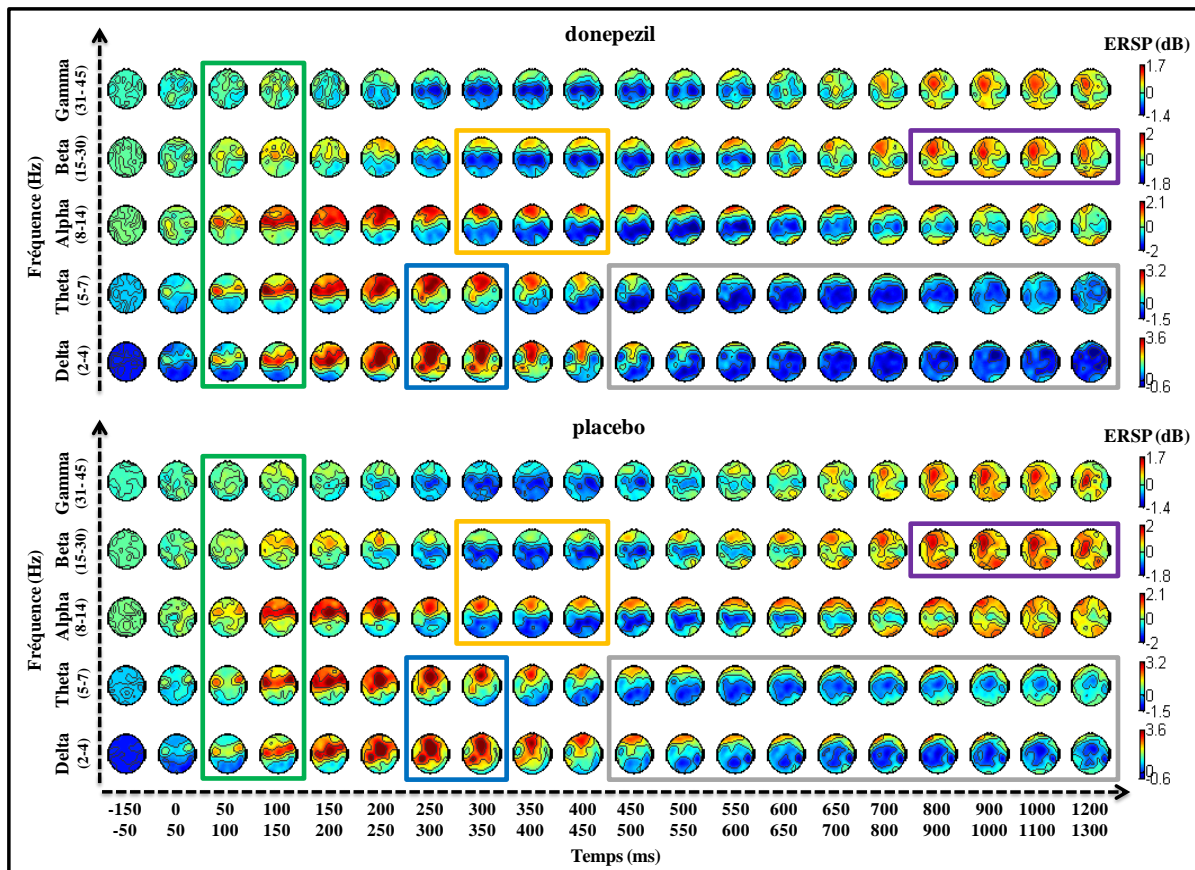 donepezil
ERSP (dB)
Fréquence (Hz)
Gamma
(31- 45)
1.7
-1.4
Beta
(15-30)
2
0
-1.8
Alpha
(8-14)
2.1
0
-2
Theta
(5-7)
3.2
0
-1.5
Delta
(2-4)
3.6
0
-0.6
placebo
ERSP (dB)
Fréquence (Hz)
Gamma
(31- 45)
1.7
-1.4
Beta
(15-30)
2
0
-1.8
Alpha
(8-14)
2.1
0
-2
Theta
(5-7)
3.2
0
-1.5
Delta
(2-4)
3.6
0
-0.6
-150 0 50 100 150 200 250 300 350 400 450 500 550 600 650 700 800 900 1000 1200
-50 50 100 150 200 250 300 350 400 450 550 550 600 650 700 800 900 1000 1100 1300
Temps (ms)